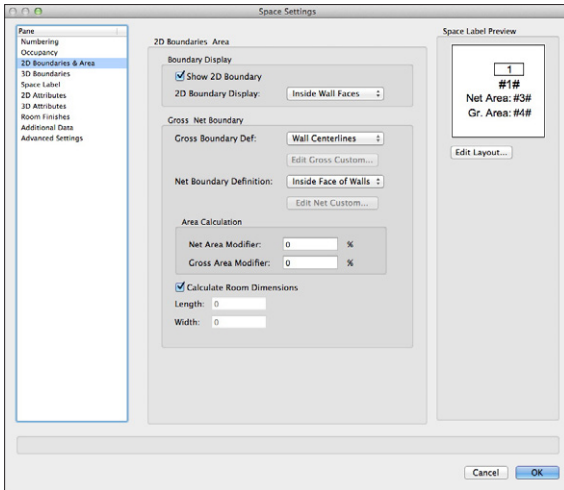 Space Settings
Pane
Numbering
Occupancy
2D Boundaries & Area
3D Boundaries
Space Label
2D Attributes
3D Attributes
Room Finishes
Additional Data
Advanced Settings
2D Boundaries Area
Boundary Display
Show 2D Boundary
2D Boundary Display: Inside Wall Faces
Gross Net Boundary
Gross Boundary Def: Wall Centerlines
Edit Gross Custom...
Net Boundary Definition: Inside Face of Walls
Edit Net Custom...
Area Calculation
Net Area Modifier: 0 %
Gross Area Modifier: 0 %
Calculate Room Dimensions
Length: 0
Width: 0
Space Label Preview
1
#1#
Net Area: #3#
Gr. Area: #4#
Edit Layout...
Cancel OK